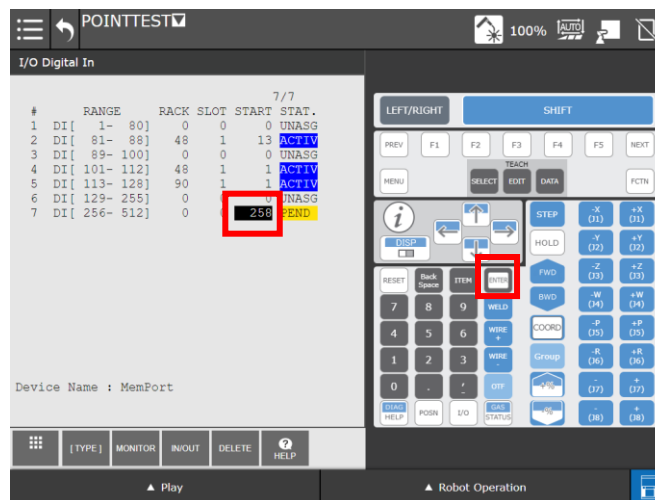 POINTTEST
100% AUTO
I/O Digital In
7/7
# RANGE RACK SLOT START STAT.
1 DI[ 1- 80] 0 0 0 UNASG
2 DI[ 81- 88] 48 1 13 ACTIV
3 DI[ 89- 100] 0 0 0 UNASG
4 DI[ 101- 112] 48 1 1 ACTIV
5 DI[ 113- 128] 90 1 1 ACTIV
6 DI[ 129- 255] 0 0 0 UNASG
7 DI[ 256- 512] 0 0 258 PEND
Device Name : MemPort
[TYPE] MONITOR IN/OUT DELETE HELP
LEFT/RIGHT SHIFT
PREV F1 F2 F3 F4 F5 NEXT
TEACH
MENU SELECT EDIT DATA FCTN
i STEP -X (J1) +X (J1)
DISP HOLD -Y (J2) +Y (J2)
RESET Back Space ITEM ENTER FWD -Z (J3) +Z (J3)
7 8 9 WELD BWD -W (J4) +W (J4)
4 5 6 WIRE + COORD -P (J5) +P (J5)
1 2 3 WIRE - Group -R (J6) +R (J6)
0 . OTF +% - (J7) + (J7)
DIAG HELP POSN I/O GAS STATUS -% - (J8) + (J8)
▲ Play ▲ Robot Operation